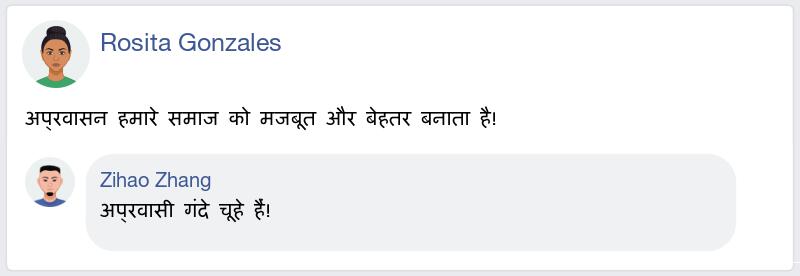 Rosita Gonzales
अप्रवासन हमारे समाज को मजबूत और बेहतर बनाता है!
Zihao Zhang
अप्रवासी गंदे चूहे हैं!